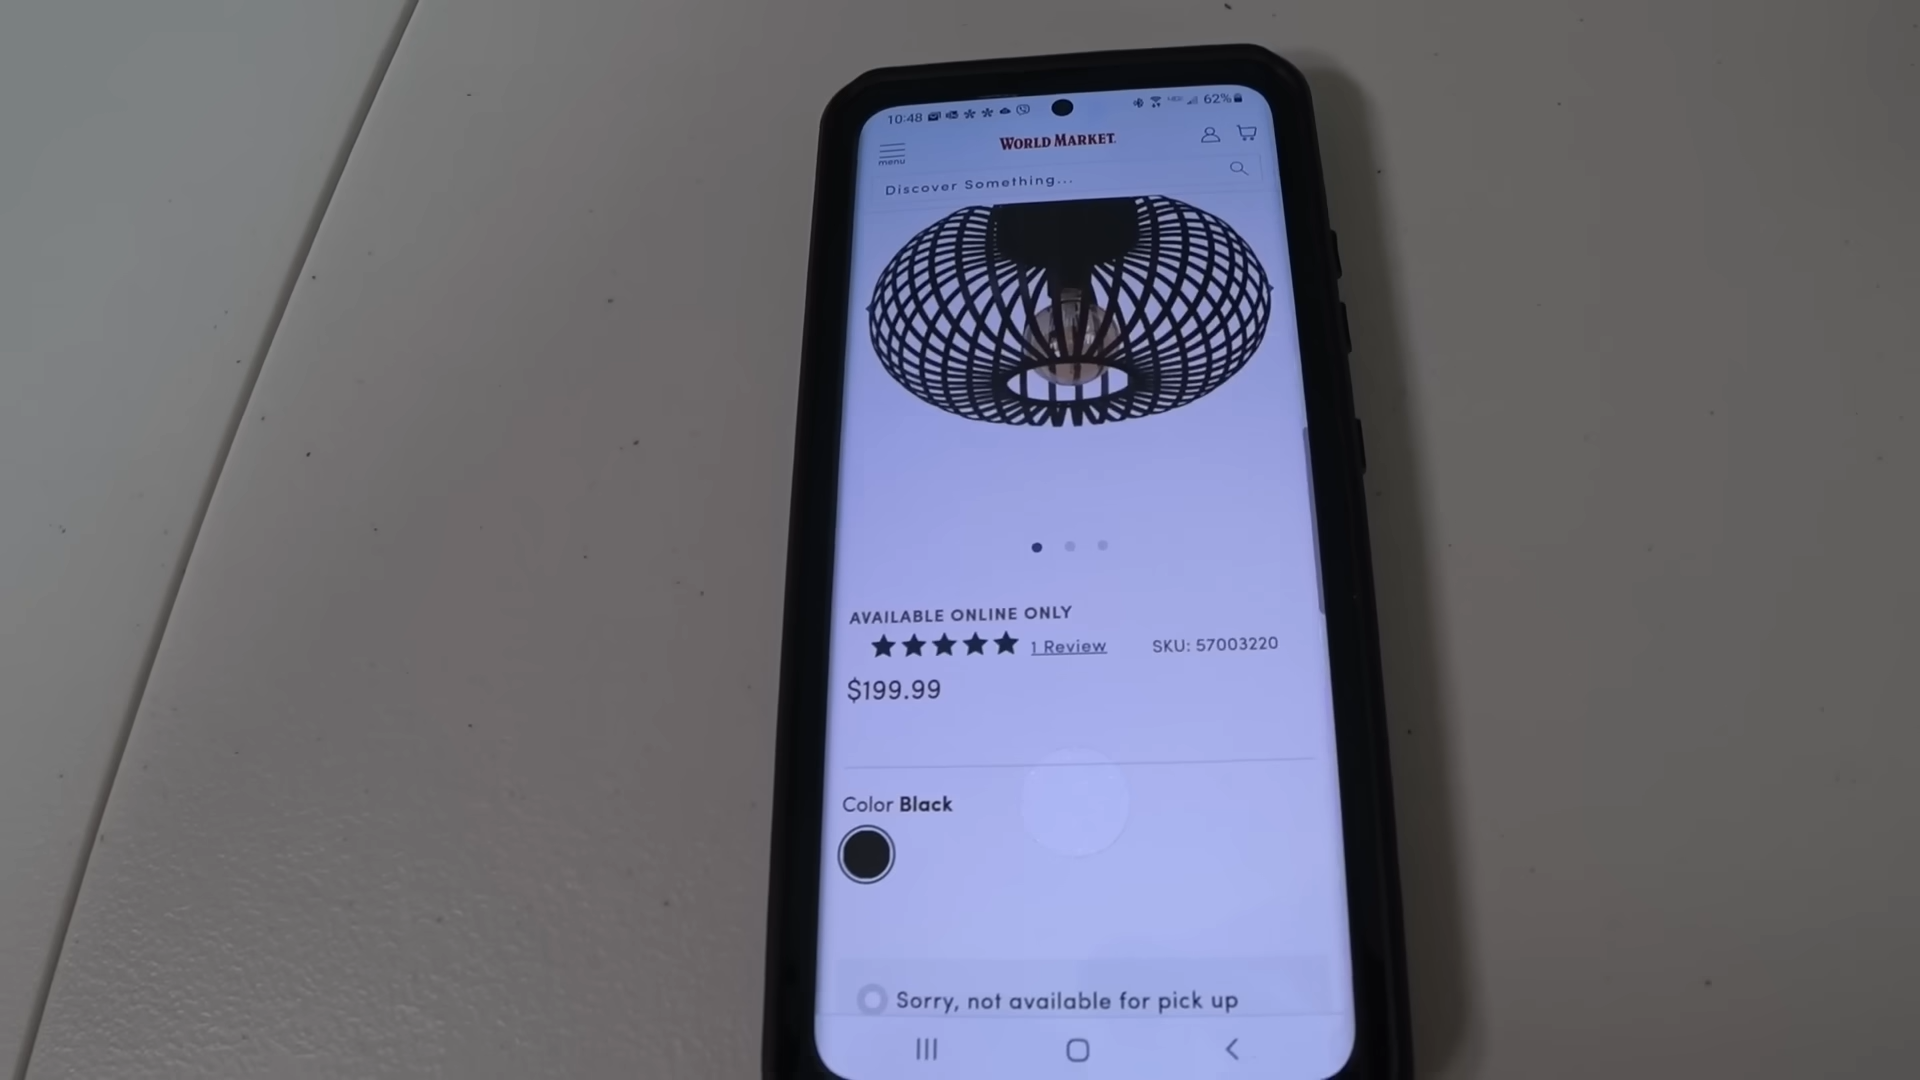 10:48
62%
menu
WORLD MARKET
Discover Something...
AVAILABLE ONLINE ONLY
1 Review
SKU: 57003220
$199.99
Color Black
Sorry, not available for pick up